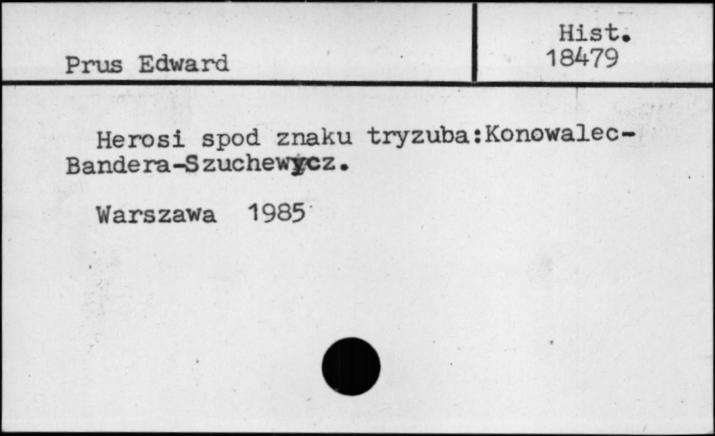 Prus Edward
Hist.
18479
Herosi spod znaku tryzuba:Konowalec-
Bandera-Szuchewycz.
Warszawa 1985